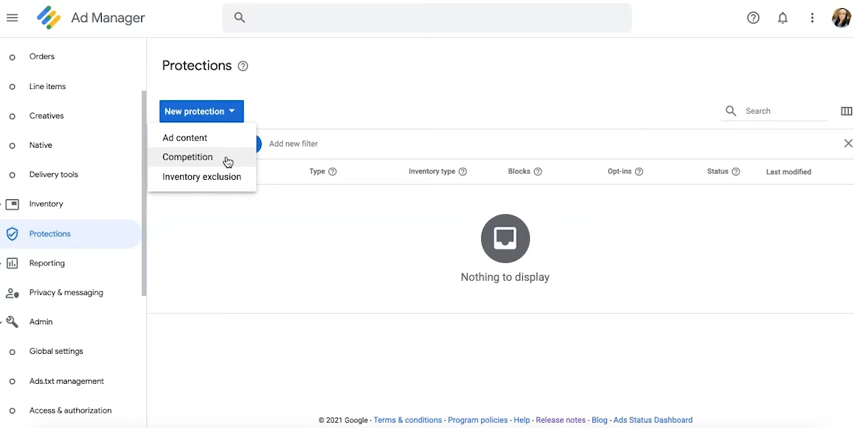 Ad Manager
Orders
Line items
Creatives
Native
Delivery tools
Inventory
Protections
Reporting
Privacy & messaging
Admin
Global settings
Ads.txt management
Access & authorization
Protections
New protection
Search
Ad content
Competition
Inventory exclusion
Add new filter
Type Inventory type Blocks Opt-ins Status Last modified
Nothing to display
© 2021 Google - Terms & conditions - Program policies - Help - Release notes - Blog - Ads Status Dashboard